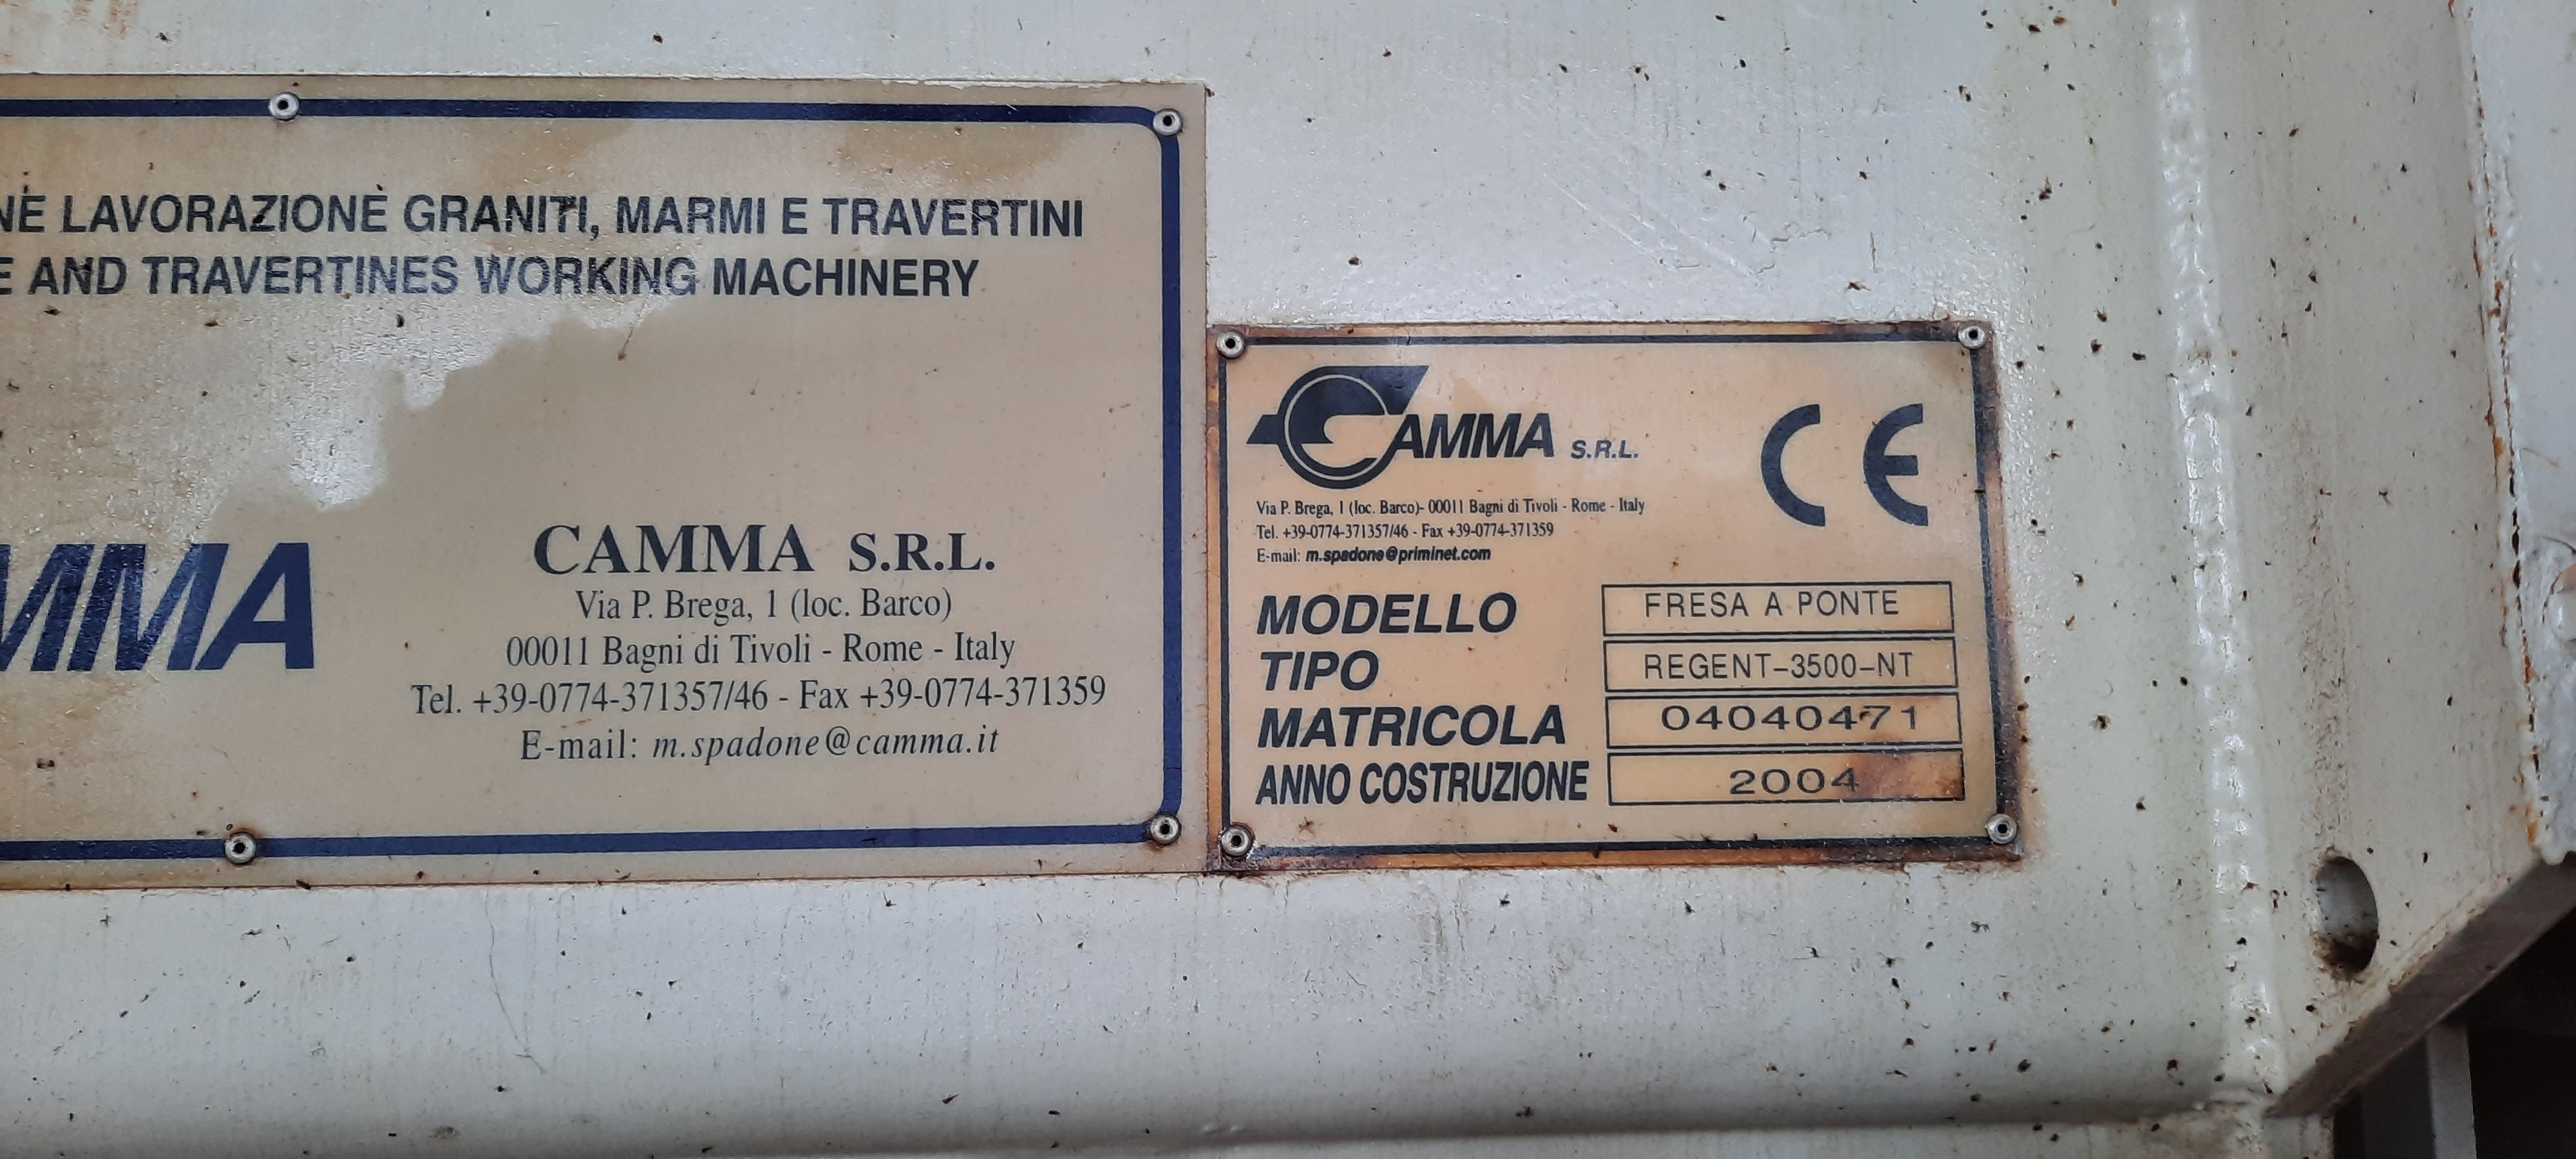 NE LAVORAZIONE GRANITI, MARMI E TRAVERTINI
E AND TRAVERTINES WORKING MACHINERY
MMA
CAMMA S.R.L.
Via P. Brega, 1 (loc. Barco)
00011 Bagni di Tivoli - Rome - Italy
Tel. +39-0774-371357/46 - Fax +39-0774-371359
E-mail: m.spadone@camma.it
CAMMA S.R.L.
CE
Via P. Brega, 1 (loc. Barco)- 00011 Bagni di Tivoli - Rome - Italy
Tel. +39-0774-371357/46 - Fax +39-0774-371359
E-mail: m.spadone@priminet.com
MODELLO FRESA A PONTE
TIPO REGENT-3500-NT
MATRICOLA 04040471
ANNO COSTRUZIONE 2004